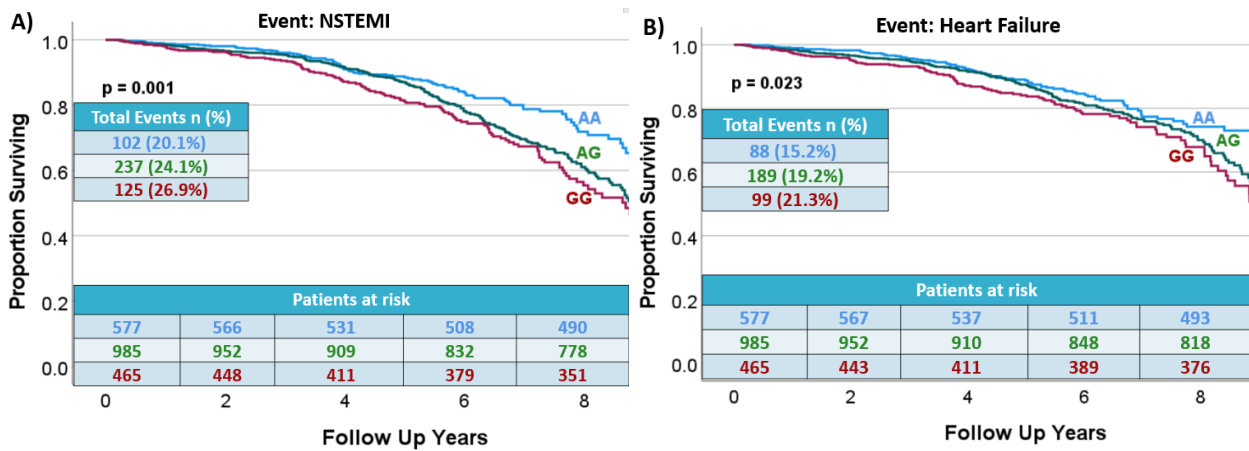 A)
Event: NSTEMI
1.0
p = 0.001
0.8
Total Events n (%)
102 (20.1%)
237 (24.1%)
125 (26.9%)
AA
AG
GG
0.6
0.4
0.2
0.0
Proportion Surviving
Patients at risk
577 566 531 508 490
985 952 909 832 778
465 448 411 379 351
0 2 4 6 8
Follow Up Years
B)
Event: Heart Failure
1.0
p = 0.023
0.8
Total Events n (%)
88 (15.2%)
189 (19.2%)
99 (21.3%)
AA
AG
GG
0.6
0.4
0.2
0.0
Proportion Surviving
Patients at risk
577 567 537 511 493
985 952 910 848 818
465 443 411 389 376
0 2 4 6 8
Follow Up Years